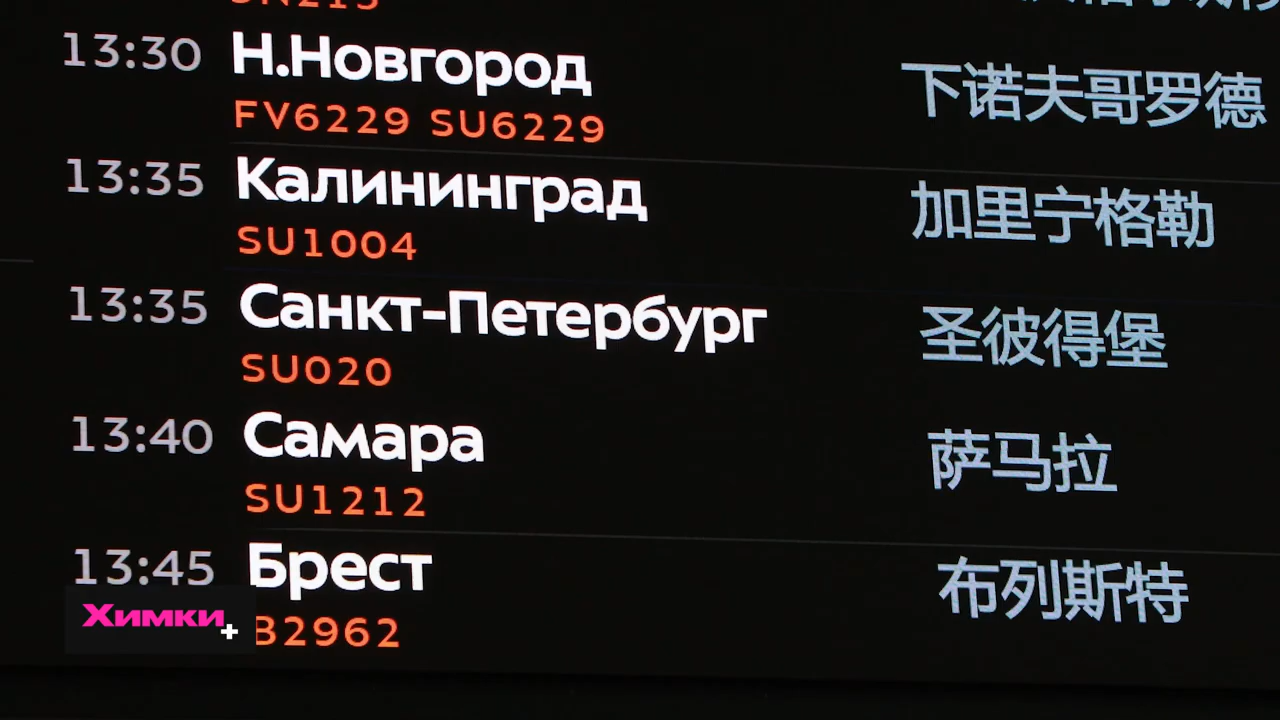 13:30 Н.Новгород 下诺夫哥罗德
FV6229 SU6229
13:35 Калининград 加里宁格勒
SU1004
13:35 Санкт-Петербург 圣彼得堡
SU020
13:40 Самара 萨马拉
SU1212
13:45 Брест 布列斯特
B2962
Химки+